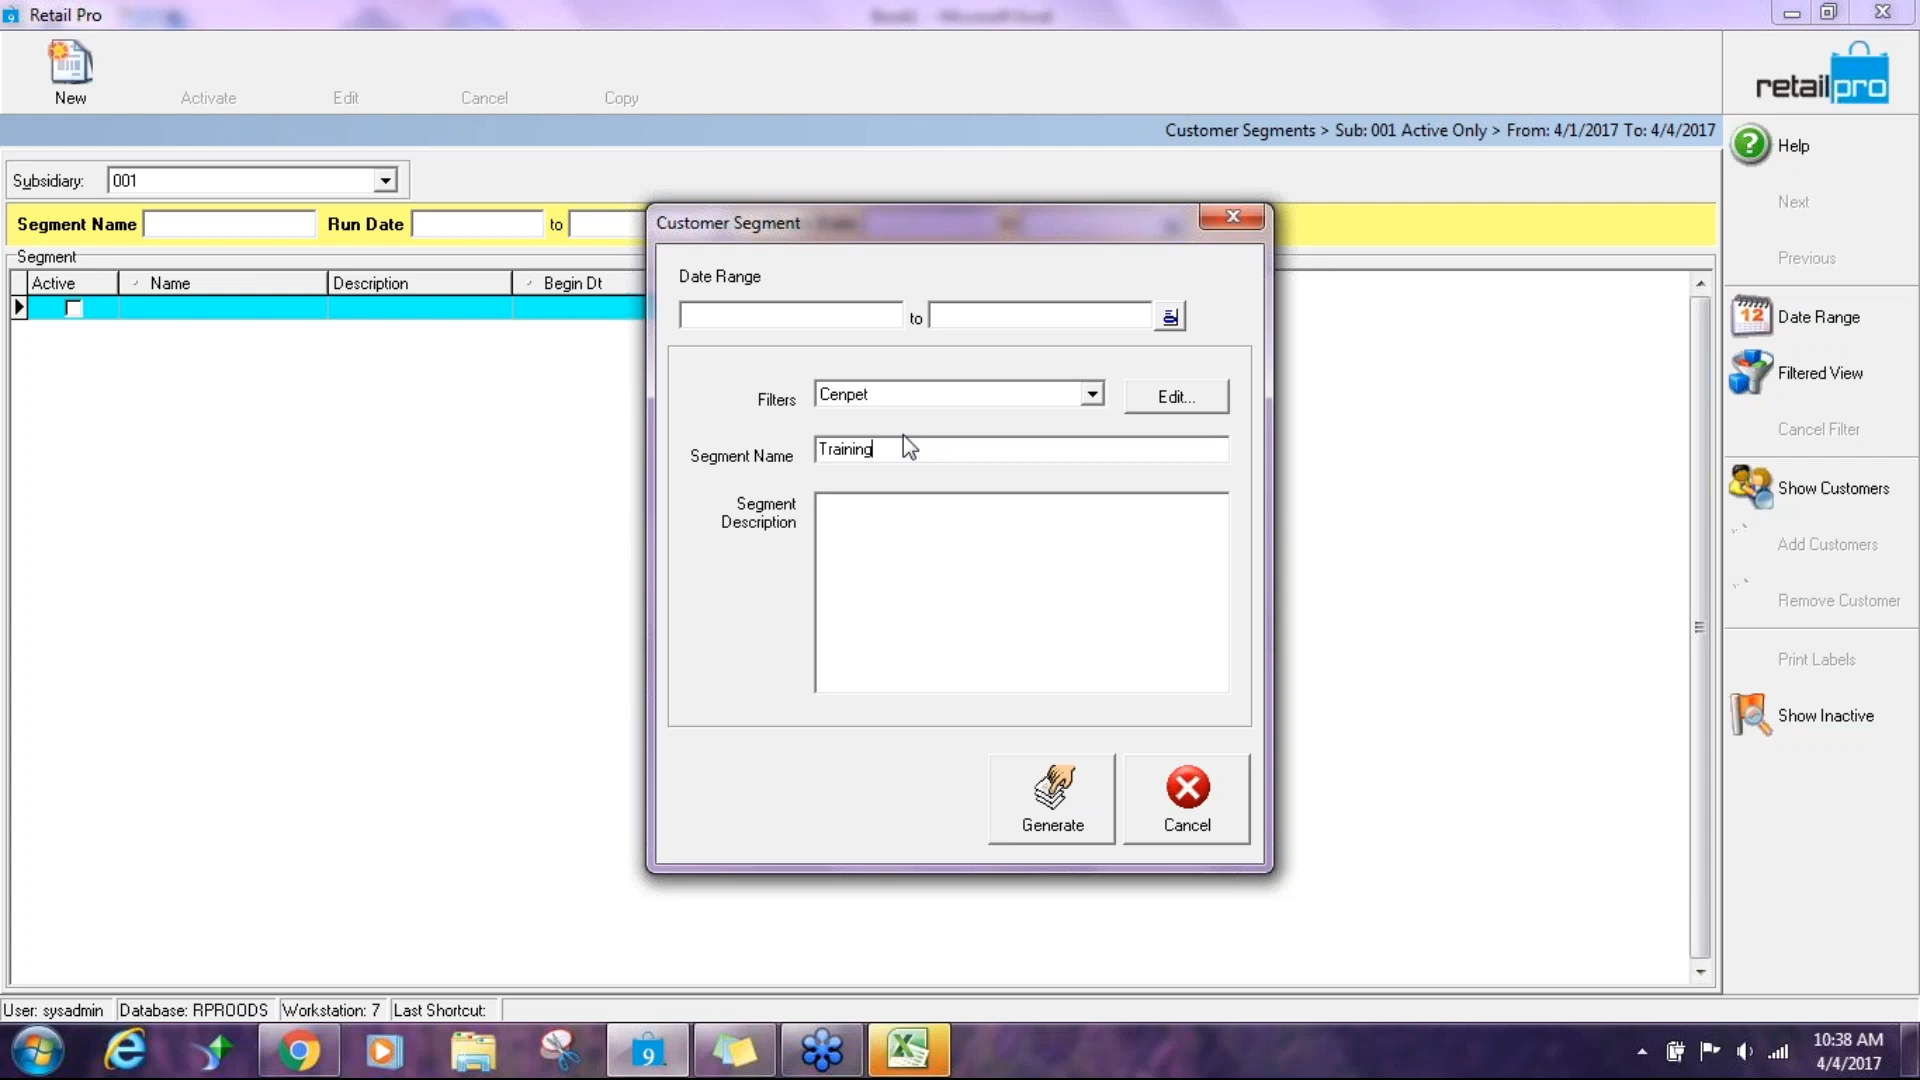 Retail Pro
New
Activate
Edit
Cancel
Copy
retailpro
Customer Segments > Sub: 001 Active Only > From: 4/1/2017 To: 4/4/2017
Subsidiary: 001
Segment Name
Run Date
to
Segment
Active
Name
Description
Begin Dt
Customer Segment
Date Range
to
Filters
Cenpet
Edit...
Segment Name
Training
Segment
Description
Generate
Cancel
Help
Next
Previous
12
Date Range
Filtered View
Cancel Filter
Show Customers
Add Customers
Remove Customer
Print Labels
Show Inactive
User: sysadmin
Database: RPROODS
Workstation: 7
Last Shortcut:
9
10:38 AM
4/4/2017